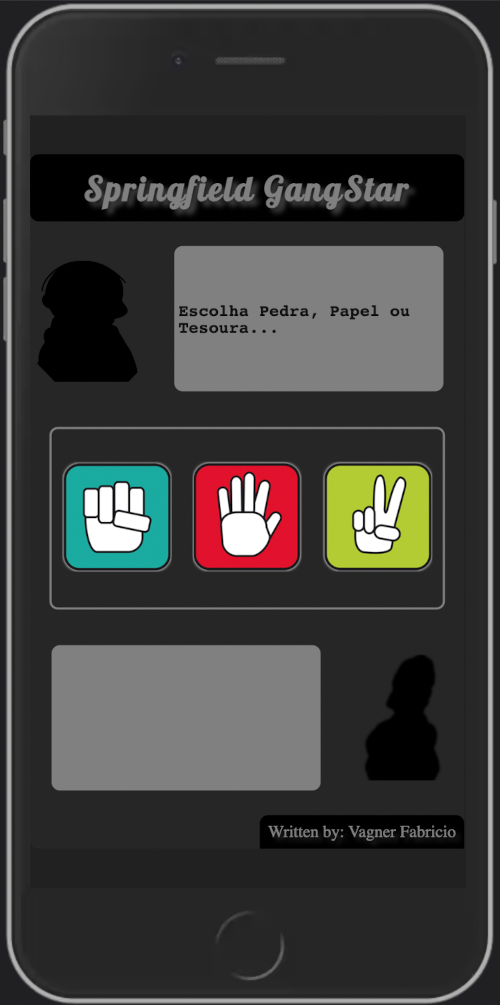 Springfield GangStar
Escolha Pedra, Papel ou
Tesoura...
Written by: Vagner Fabricio